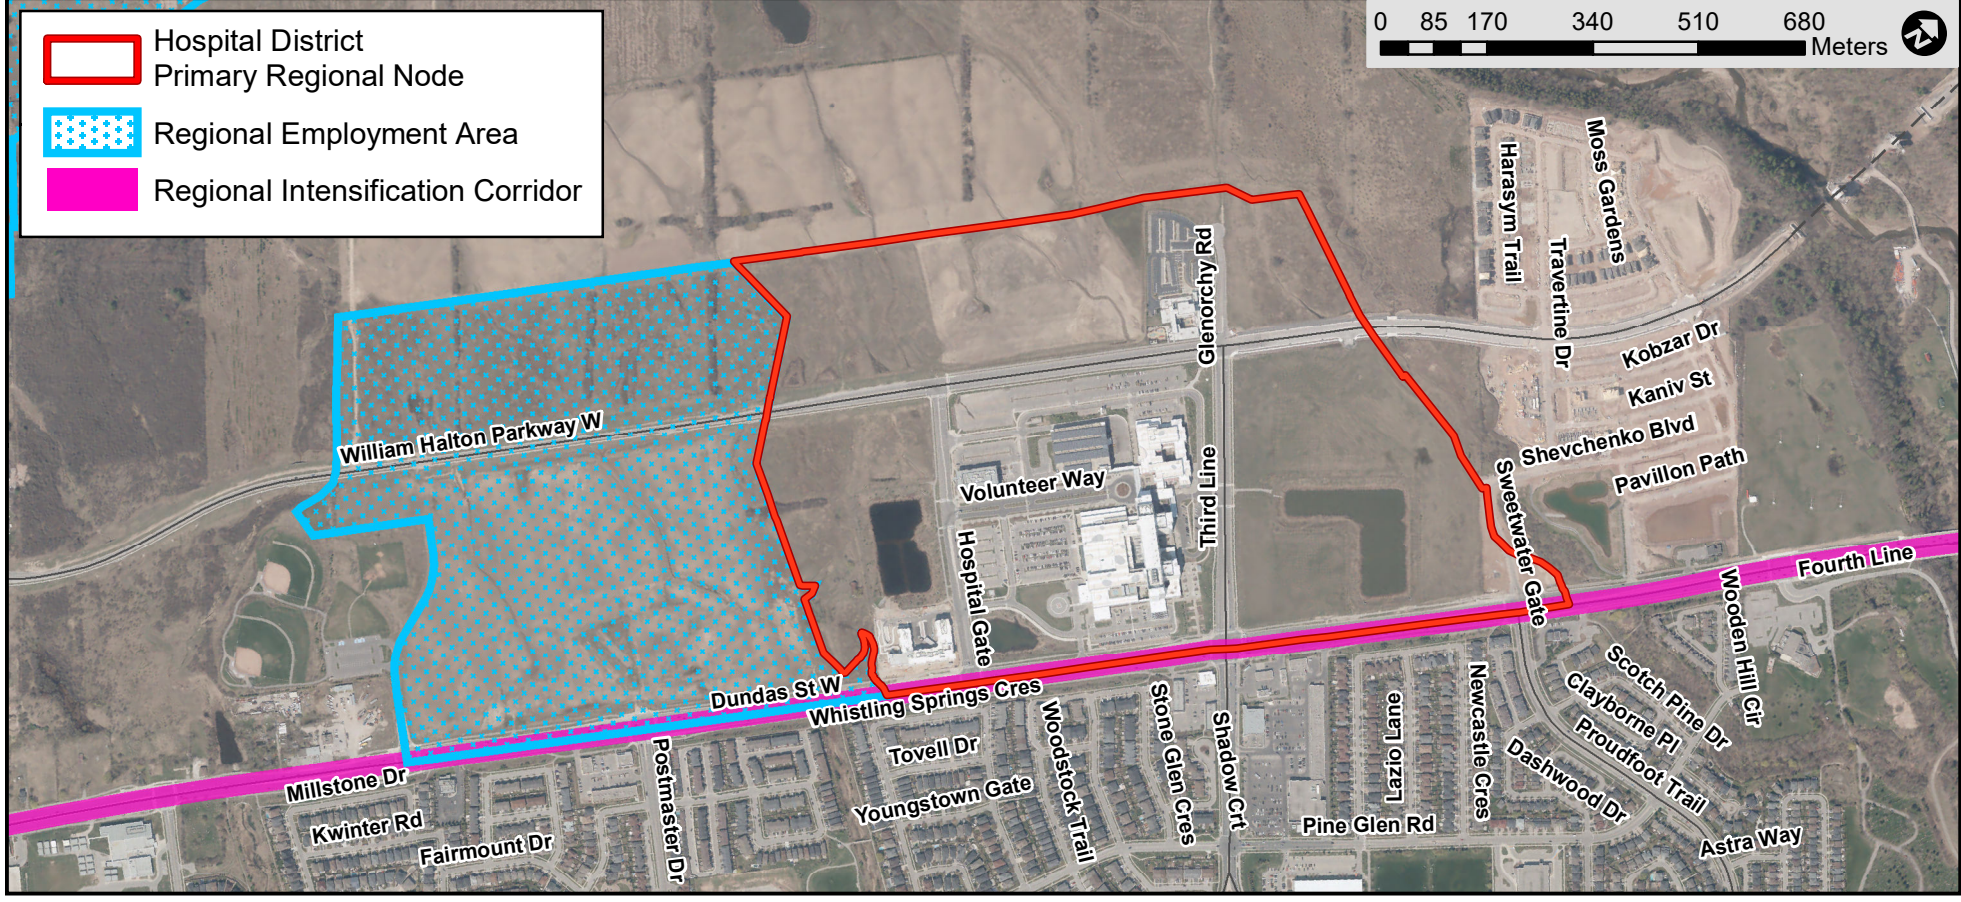 Hospital District
Primary Regional Node
Regional Employment Area
Regional Intensification Corridor
0 85 170 340 510 680
Meters
N
Harasym Trail
Moss Gardens
Travertine Dr
Glenorchy Rd
Kobzar Dr
Kaniv St
Shevchenko Blvd
Pavillon Path
William Halton Parkway W
Volunteer Way
Third Line
Hospital Gate
Sweetwater Gate
Fourth Line
Wooden Hill Cir
Dundas St W
Whistling Springs Cres
Scotch Pine Dr
Clayborne Pl
Proudfoot Trail
Dashwood Dr
Newcastle Cres
Lazio Lane
Stone Glen Cres
Shadow Crt
Woodstock Trail
Tovell Dr
Youngstown Gate
Postmaster Dr
Millstone Dr
Kwinter Rd
Fairmount Dr
Pine Glen Rd
Astra Way